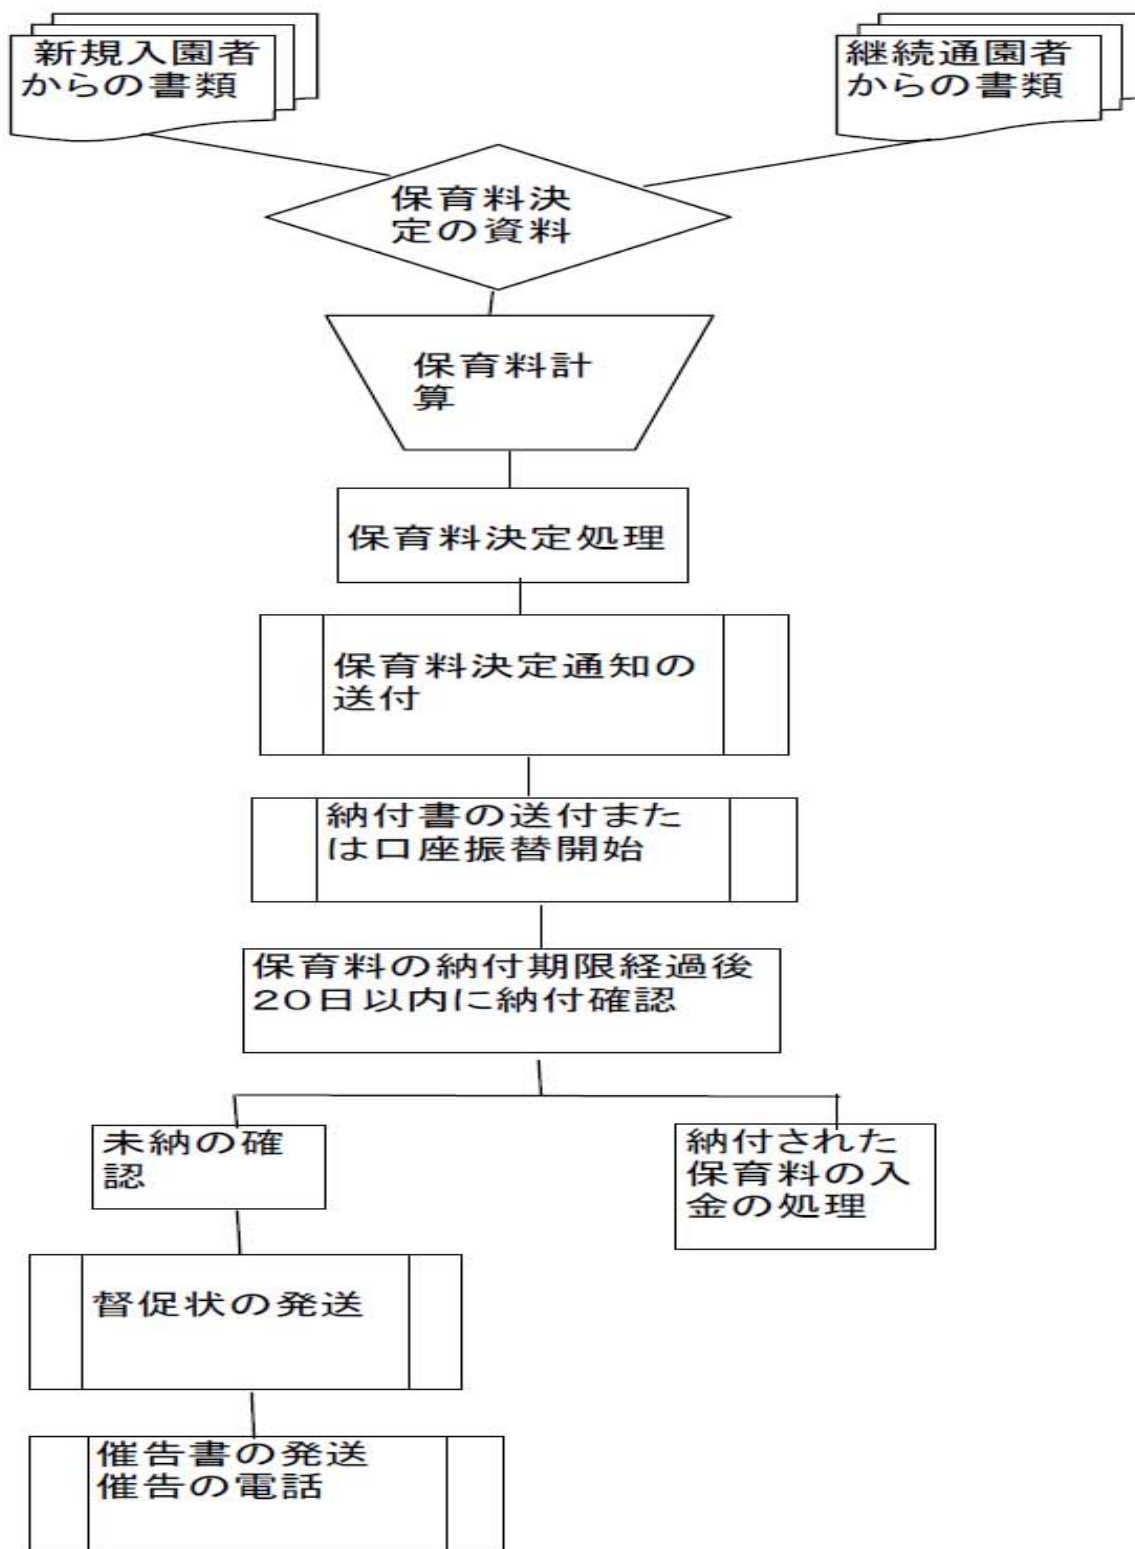 新規入園者
からの書類
継続通園者
からの書類
保育料決
定の資料
保育料計
算
保育料決定処理
保育料決定通知の
送付
納付書の送付また
は口座振替開始
保育料の納付期限経過後
20日以内に納付確認
未納の確
認
納付された
保育料の入
金の処理
督促状の発送
催告書の発送
催告の電話